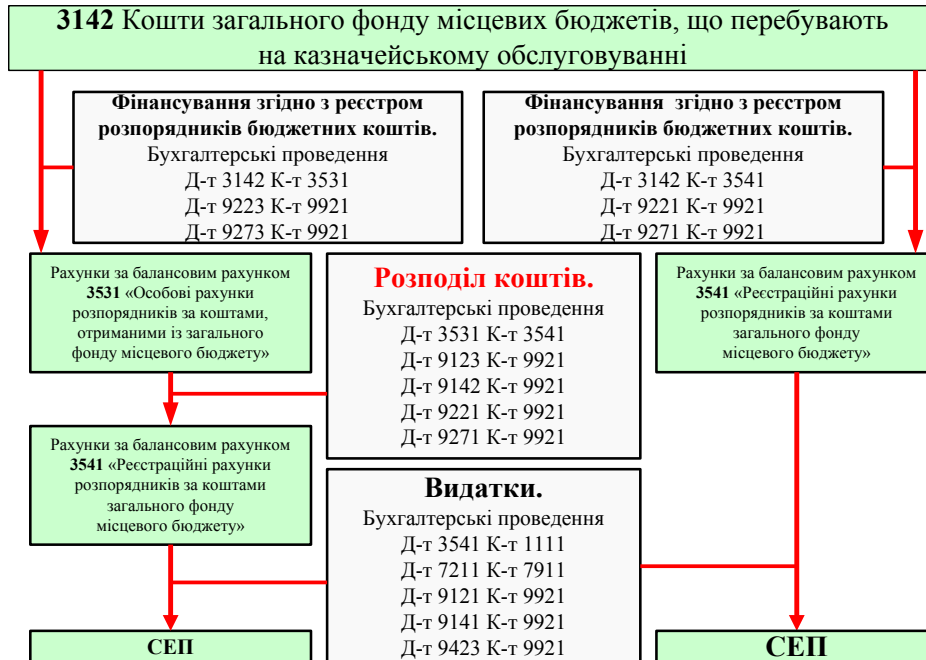 3142 Кошти загального фонду місцевих бюджетів, що перебувають
на казначейському обслуговуванні
Фінансування згідно з реєстром
розпорядників бюджетних коштів.
Бухгалтерські проведення
Д-т 3142 К-т 3531
Д-т 9223 К-т 9921
Д-т 9273 К-т 9921
Фінансування згідно з реєстром
розпорядників бюджетних коштів.
Бухгалтерські проведення
Д-т 3142 К-т 3541
Д-т 9221 К-т 9921
Д-т 9271 К-т 9921
Рахунки за балансовим рахунком
3531 «Особові рахунки
розпорядників за коштами,
отриманими із загального
фонду місцевого бюджету»
Розподіл коштів.
Бухгалтерські проведення
Д-т 3531 К-т 3541
Д-т 9123 К-т 9921
Д-т 9142 К-т 9921
Д-т 9221 К-т 9921
Д-т 9271 К-т 9921
Рахунки за балансовим рахунком
3541 «Реєстраційні рахунки
розпорядників за коштами
загального фонду
місцевого бюджету»
Рахунки за балансовим рахунком
3541 «Реєстраційні рахунки
розпорядників за коштами
загального фонду
місцевого бюджету»
Видатки.
Бухгалтерські проведення
Д-т 3541 К-т 1111
Д-т 7211 К-т 7911
Д-т 9121 К-т 9921
Д-т 9141 К-т 9921
Д-т 9423 К-т 9921
СЕП
СЕП